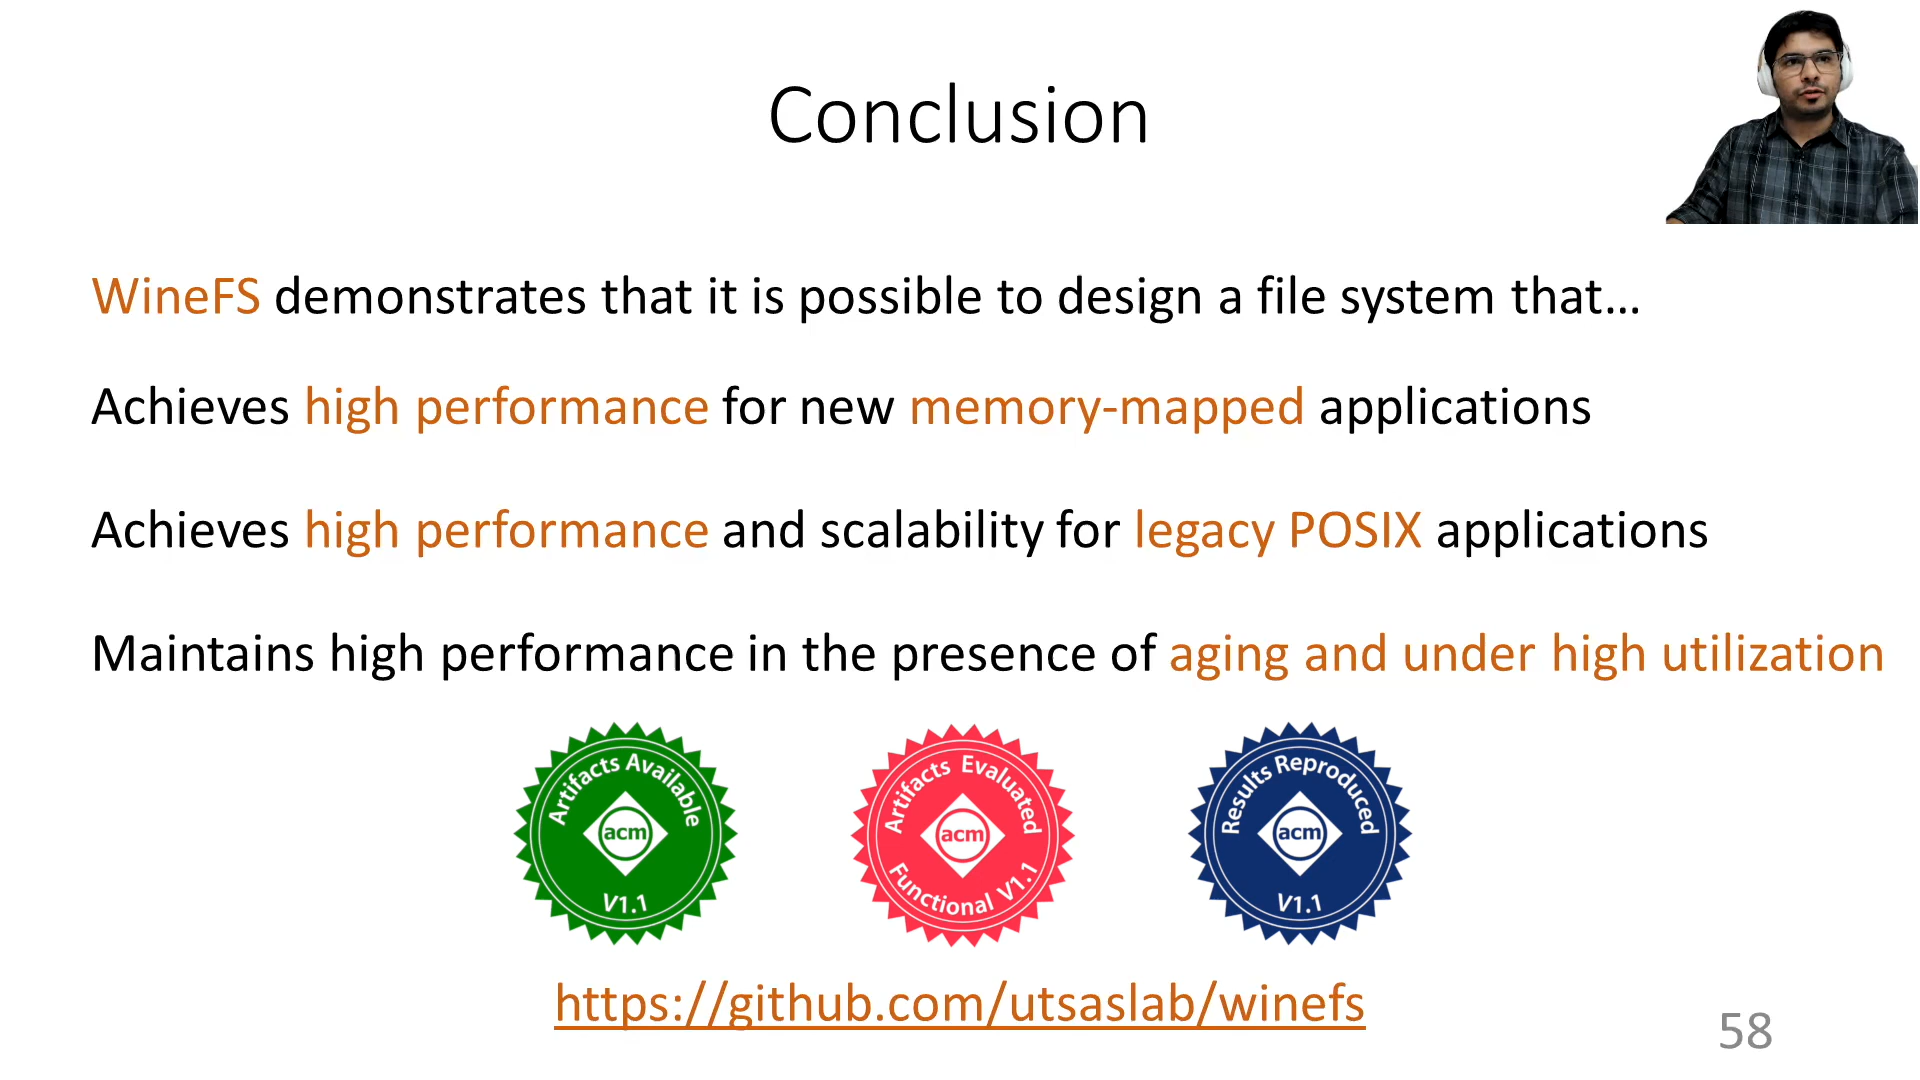 Conclusion
WineFS demonstrates that it is possible to design a file system that...
Achieves high performance for new memory-mapped applications
Achieves high performance and scalability for legacy POSIX applications
Maintains high performance in the presence of aging and under high utilization
Artifacts Available
acm
V1.1
Artifacts Evaluated
acm
Functional V1.1
Results Reproduced
acm
V1.1
https://github.com/utsaslab/winefs
58